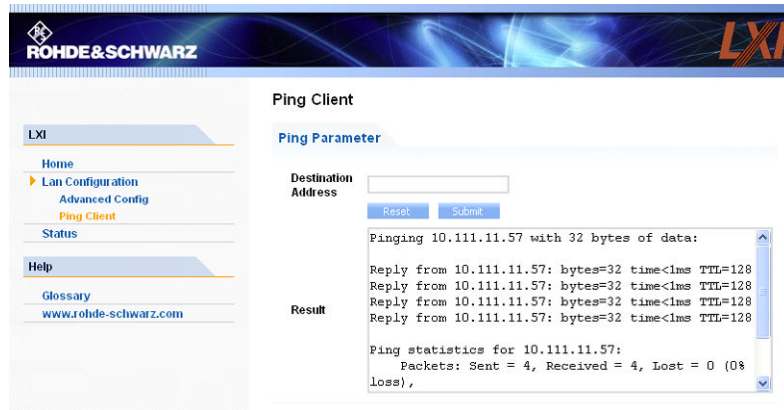 ROHDE&SCHWARZ
LXI
Ping Client
LXI
Home
Lan Configuration
Advanced Config
Ping Client
Status
Help
Glossary
www.rohde-schwarz.com
Ping Parameter
Destination
Address
Reset
Submit
Result
Pinging 10.111.11.57 with 32 bytes of data:
Reply from 10.111.11.57: bytes=32 time<1ms TTL=128
Reply from 10.111.11.57: bytes=32 time<1ms TTL=128
Reply from 10.111.11.57: bytes=32 time<1ms TTL=128
Reply from 10.111.11.57: bytes=32 time<1ms TTL=128
Ping statistics for 10.111.11.57:
Packets: Sent = 4, Received = 4, Lost = 0 (0%
loss),